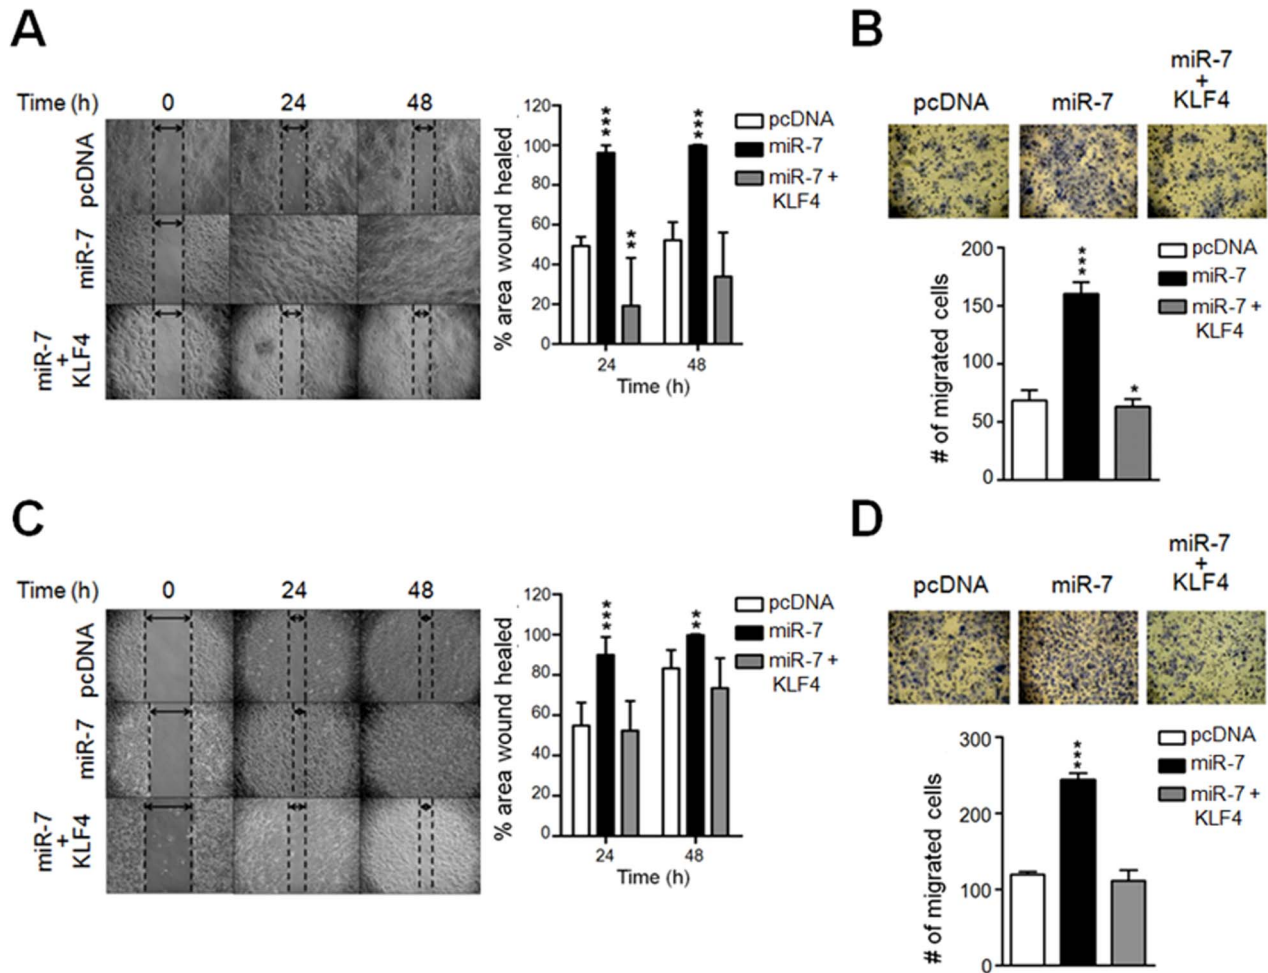 A
Time (h) 0 24 48
pcDNA
miR-7
miR-7
+
KLF4
% area wound healed
120
100
80
60
40
20
0
***
**
***
24 48
Time (h)
pcDNA
miR-7
miR-7 +
KLF4
B
pcDNA miR-7 miR-7
+
KLF4
# of migrated cells
200
150
100
50
0
***
*
pcDNA
miR-7
miR-7 +
KLF4
C
Time (h) 0 24 48
pcDNA
miR-7
miR-7
+
KLF4
% area wound healed
120
100
80
60
40
20
0
***
**
24 48
Time (h)
pcDNA
miR-7
miR-7 +
KLF4
D
pcDNA miR-7 miR-7
+
KLF4
# of migrated cells
300
200
100
0
***
pcDNA
miR-7
miR-7 +
KLF4